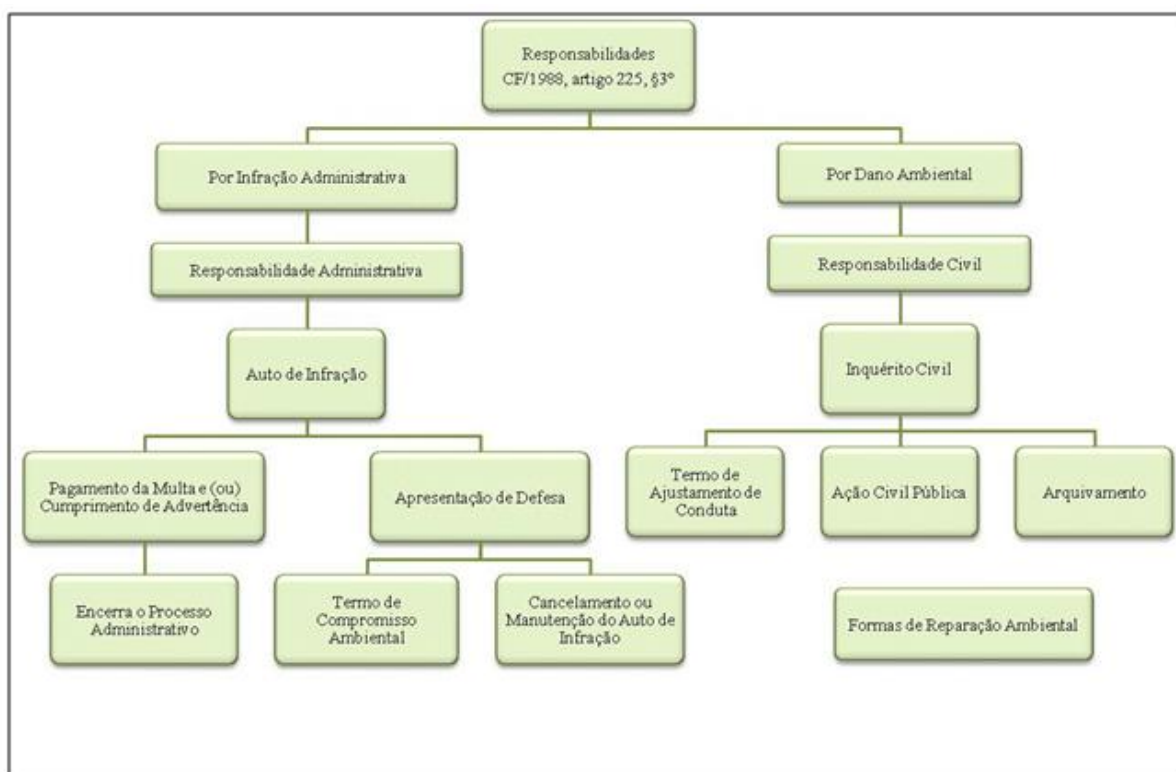 Responsabilidades
CF/1988, artigo 225, §3º
Por Infração Administrativa
Por Dano Ambiental
Responsabilidade Administrativa
Responsabilidade Civil
Auto de Infração
Inquérito Civil
Pagamento da Multa e (ou)
Cumprimento de Advertência
Apresentação de Defesa
Termo de
Ajustamento de
Conduta
Ação Civil Pública
Arquivamento
Encerra o Processo
Administrativo
Termo de
Compromisso
Ambiental
Cancelamento ou
Manutenção do Auto de
Infração
Formas de Reparação Ambiental